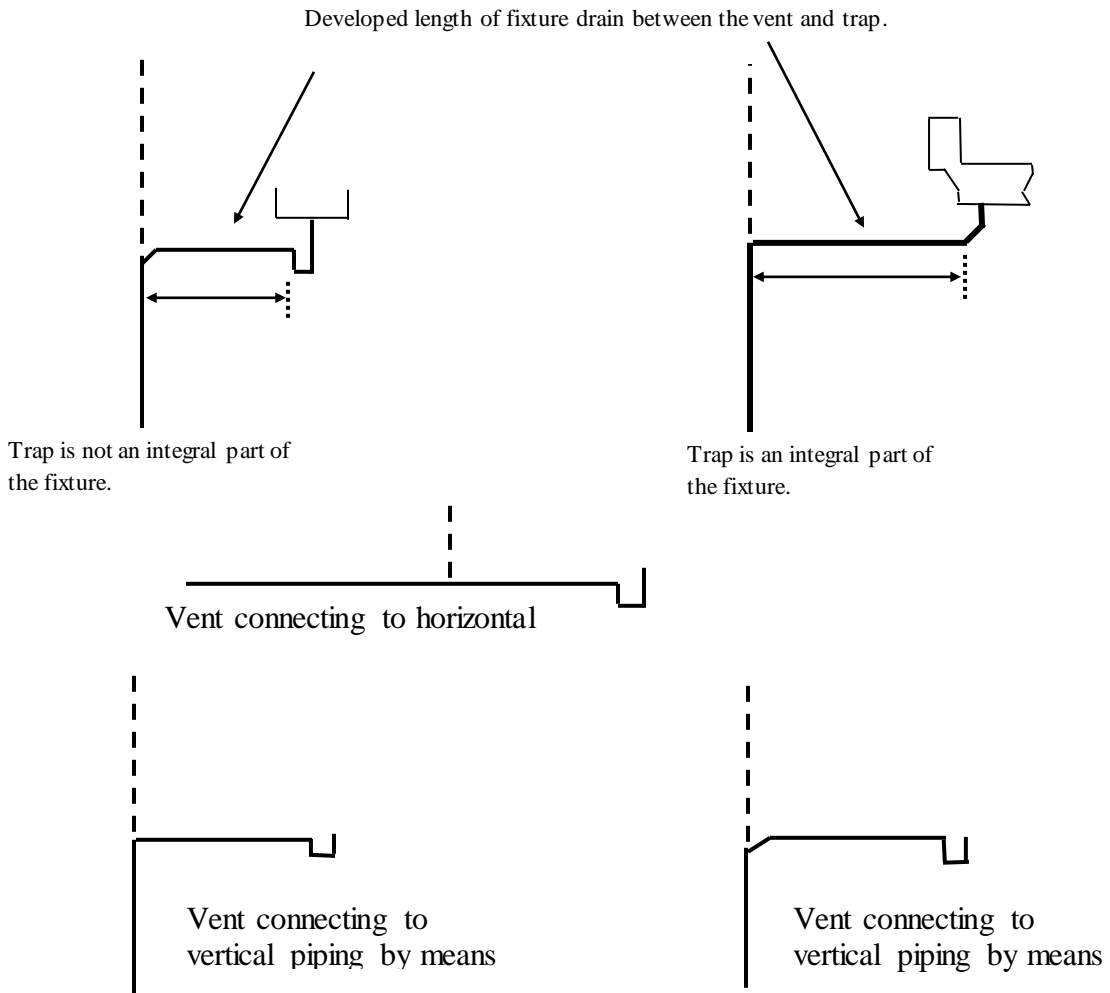 Developed length of fixture drain between the vent and trap.
Trap is not an integral part of
the fixture.
Trap is an integral part of
the fixture.
Vent connecting to horizontal
Vent connecting to
vertical piping by means
Vent connecting to
vertical piping by means